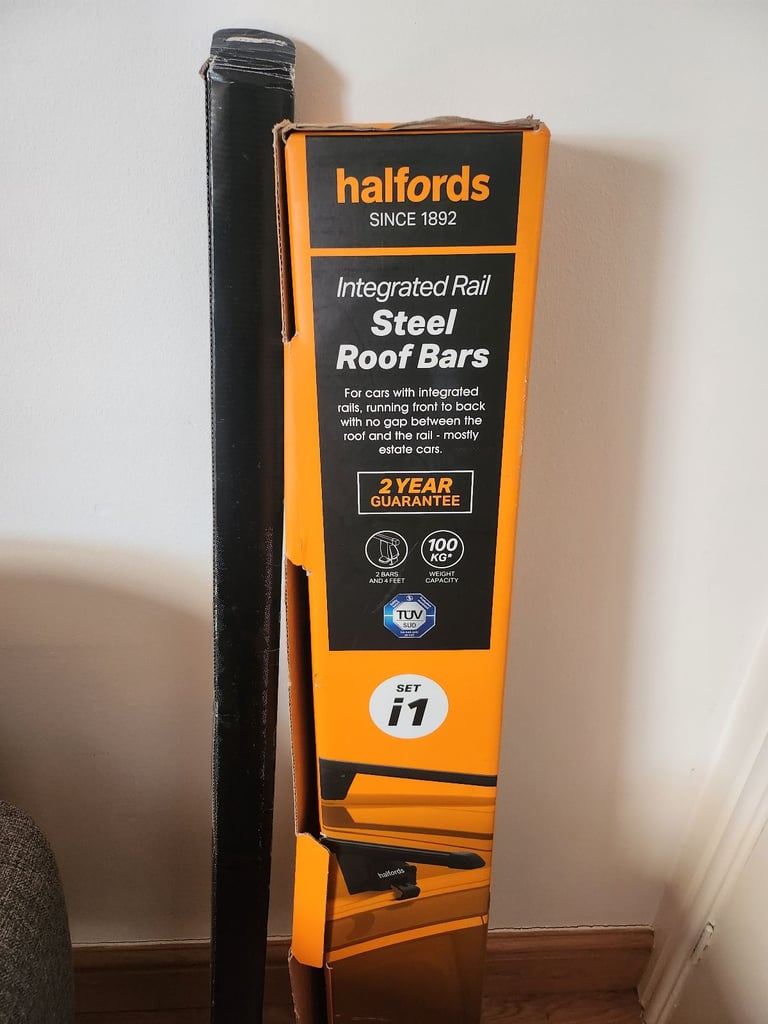 halfords
SINCE 1892
Integrated Rail
Steel
Roof Bars
For cars with integrated
rails, running front to back
with no gap between the
roof and the rail - mostly
estate cars.
2 YEAR
GUARANTEE
2 BARS
AND 4 FEET
100
KG*
WEIGHT
CAPACITY
TÜV
SÜD
SET
i1
halfords